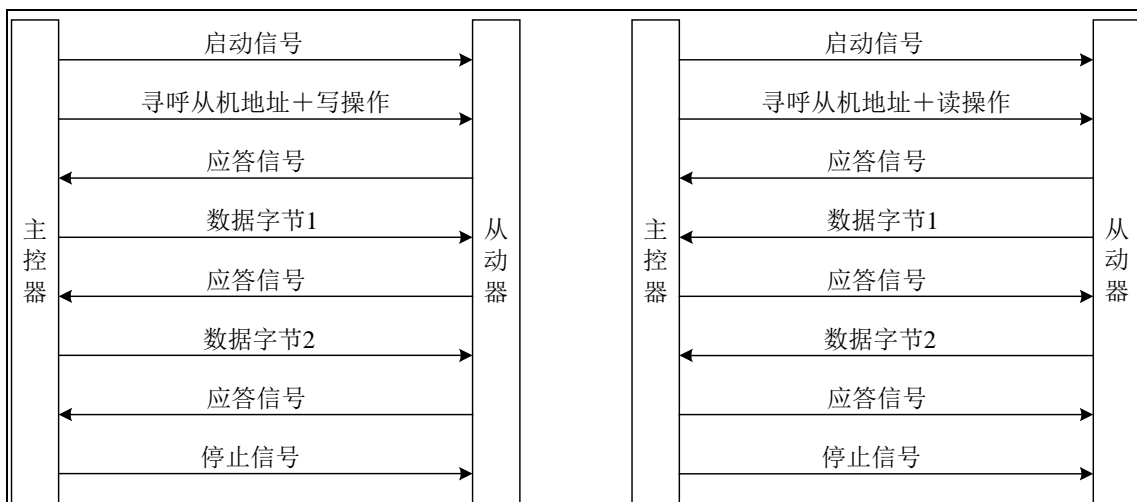 启动信号
寻呼从机地址＋写操作
应答信号
数据字节1
应答信号
数据字节2
应答信号
停止信号
主控器
从动器
启动信号
寻呼从机地址＋读操作
应答信号
数据字节1
应答信号
数据字节2
应答信号
停止信号
主控器
从动器